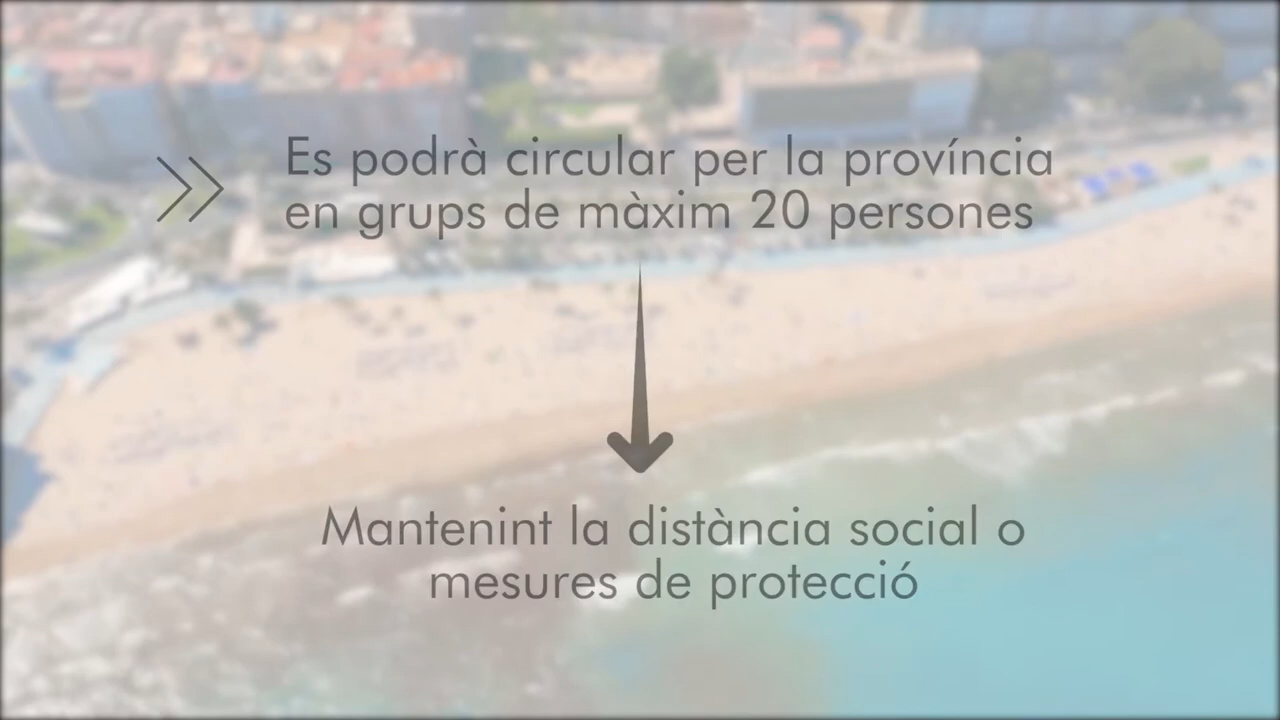 Es podrà circular per la província
en grups de màxim 20 persones
Mantenint la distància social o
mesures de protecció